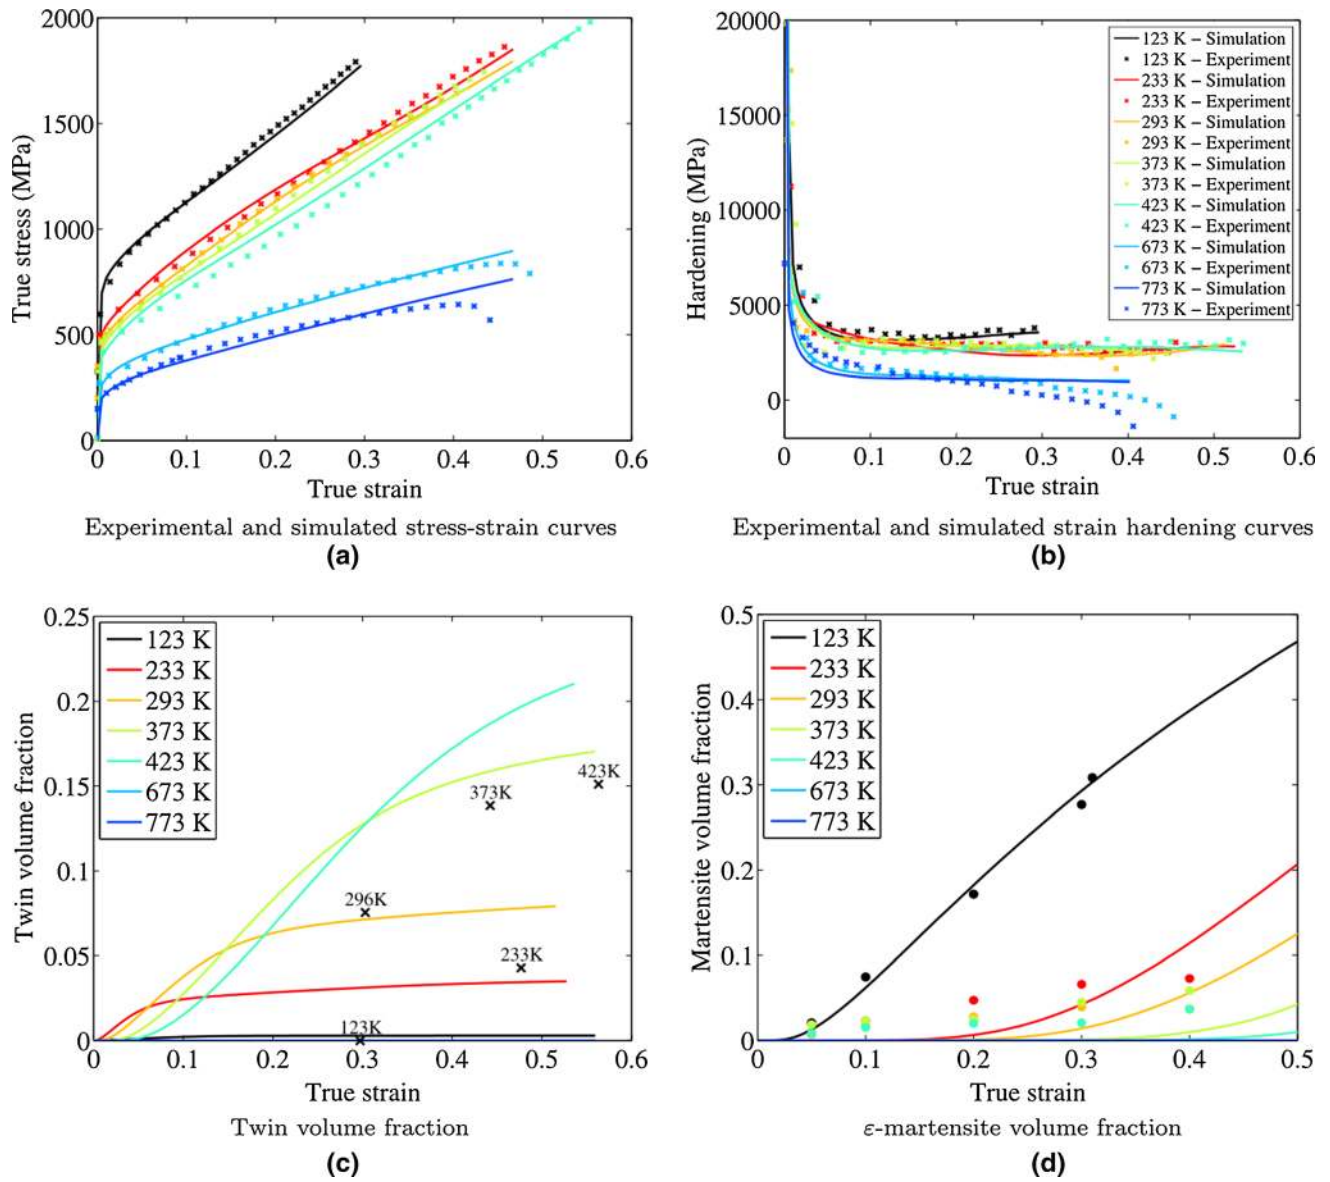 2000
1500
1000
500
0
0
0.1
0.2
0.3
0.4
0.5
0.6
True stress (MPa)
True strain
Experimental and simulated stress-strain curves
(a)
20000
15000
10000
5000
0
0
0.1
0.2
0.3
0.4
0.5
0.6
Hardening (MPa)
True strain
123 K – Simulation
123 K – Experiment
233 K – Simulation
233 K – Experiment
293 K – Simulation
293 K – Experiment
373 K – Simulation
373 K – Experiment
423 K – Simulation
423 K – Experiment
673 K – Simulation
673 K – Experiment
773 K – Simulation
773 K – Experiment
Experimental and simulated strain hardening curves
(b)
0.25
0.2
0.15
0.1
0.05
0
0
0.1
0.2
0.3
0.4
0.5
0.6
Twin volume fraction
True strain
123 K
233 K
293 K
373 K
423 K
673 K
773 K
423K
373K
296K
233K
123K
Twin volume fraction
(c)
0.5
0.4
0.3
0.2
0.1
0
0
0.1
0.2
0.3
0.4
0.5
Martensite volume fraction
True strain
123 K
233 K
293 K
373 K
423 K
673 K
773 K
ε-martensite volume fraction
(d)